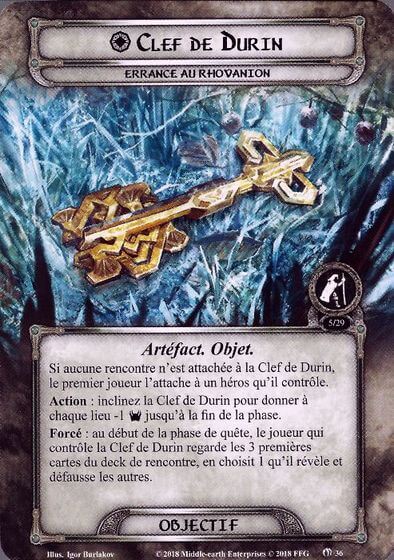 Clef de Durin
Errance au Rhovanion
5/29
Artéfact. Objet.
Si aucune rencontre n'est attachée à la Clef de Durin,
le premier joueur l'attache à un héros qu'il contrôle.
Action : inclinez la Clef de Durin pour donner à
chaque lieu -1 jusqu'à la fin de la phase.
Forcé : au début de la phase de quête, le joueur qui
contrôle la Clef de Durin regarde les 3 premières
cartes du deck de rencontre, en choisit 1 qu'il révèle et
défausse les autres.
Objectif
Illus. Igor Burlakov © 2018 Middle-earth Enterprises © 2018 FFG 36